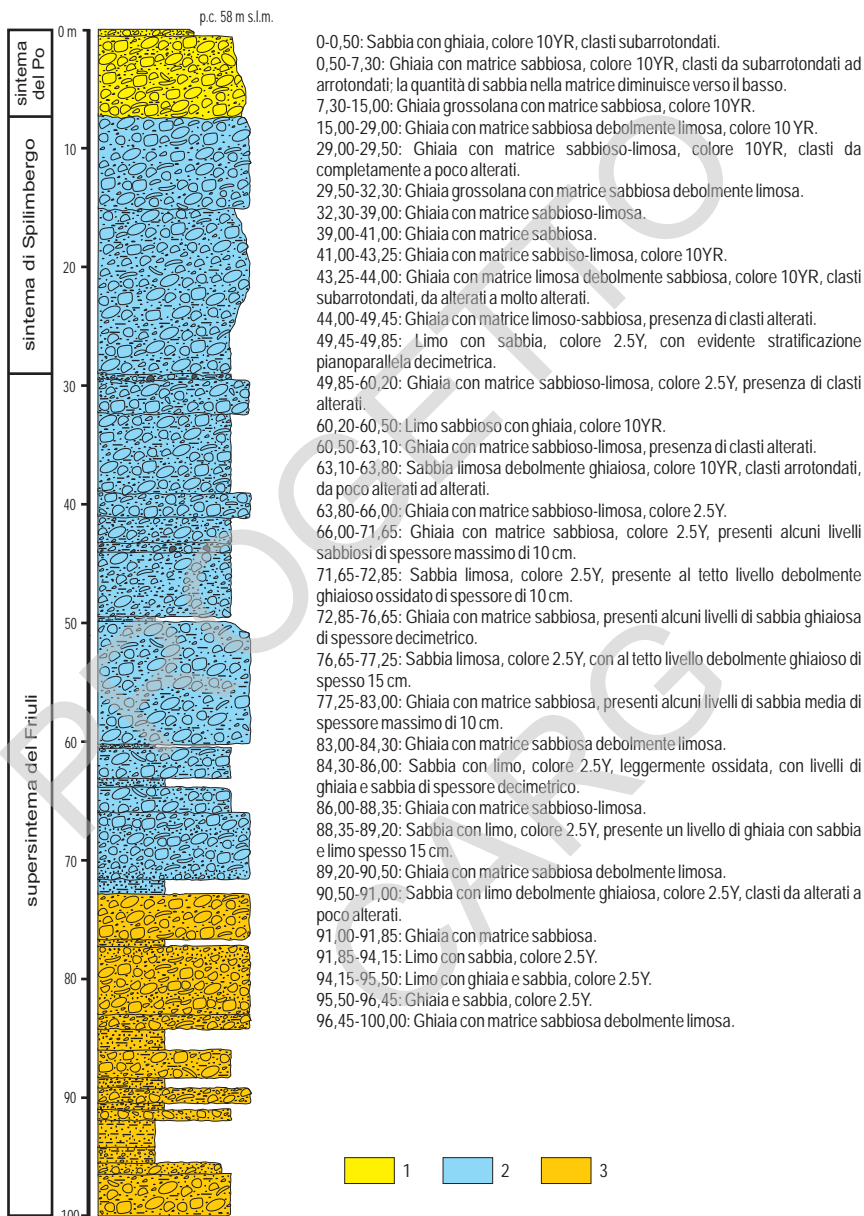 p.c. 58 m s.l.m.
0 m
10
20
30
40
50
60
70
80
90
100
sintema
del Po
sintema di Spilimbergo
supersintema del Friuli
0-0,50: Sabbia con ghiaia, colore 10YR, clasti subarrotondati.
0,50-7,30: Ghiaia con matrice sabbiosa, colore 10YR, clasti da subarrotondati ad
arrotondati; la quantità di sabbia nella matrice diminuisce verso il basso.
7,30-15,00: Ghiaia grossolana con matrice sabbiosa, colore 10YR.
15,00-29,00: Ghiaia con matrice sabbiosa debolmente limosa, colore 10 YR.
29,00-29,50: Ghiaia con matrice sabbioso-limosa, colore 10YR, clasti da
completamente a poco alterati.
29,50-32,30: Ghiaia grossolana con matrice sabbiosa debolmente limosa.
32,30-39,00: Ghiaia con matrice sabbioso-limosa.
39,00-41,00: Ghiaia con matrice sabbiosa.
41,00-43,25: Ghiaia con matrice sabbiso-limosa, colore 10YR.
43,25-44,00: Ghiaia con matrice limosa debolmente sabbiosa, colore 10YR, clasti
subarrotondati, da alterati a molto alterati.
44,00-49,45: Ghiaia con matrice limoso-sabbiosa, presenza di clasti alterati.
49,45-49,85: Limo con sabbia, colore 2.5Y, con evidente stratificazione
pianoparallela decimetrica.
49,85-60,20: Ghiaia con matrice sabbioso-limosa, colore 2.5Y, presenza di clasti
alterati.
60,20-60,50: Limo sabbioso con ghiaia, colore 10YR.
60,50-63,10: Ghiaia con matrice sabbioso-limosa, presenza di clasti alterati.
63,10-63,80: Sabbia limosa debolmente ghiaiosa, colore 10YR, clasti arrotondati,
da poco alterati ad alterati.
63,80-66,00: Ghiaia con matrice sabbioso-limosa, colore 2.5Y.
66,00-71,65: Ghiaia con matrice sabbiosa, colore 2.5Y, presenti alcuni livelli
sabbiosi di spessore massimo di 10 cm.
71,65-72,85: Sabbia limosa, colore 2.5Y, presente al tetto livello debolmente
ghiaioso ossidato di spessore di 10 cm.
72,85-76,65: Ghiaia con matrice sabbiosa, presenti alcuni livelli di sabbia ghiaiosa
di spessore decimetrico.
76,65-77,25: Sabbia limosa, colore 2.5Y, con al tetto livello debolmente ghiaioso di
spesso 15 cm.
77,25-83,00: Ghiaia con matrice sabbiosa, presenti alcuni livelli di sabbia media di
spessore massimo di 10 cm.
83,00-84,30: Ghiaia con matrice sabbiosa debolmente limosa.
84,30-86,00: Sabbia con limo, colore 2.5Y, leggermente ossidata, con livelli di
ghiaia e sabbia di spessore decimetrico.
86,00-88,35: Ghiaia con matrice sabbioso-limosa.
88,35-89,20: Sabbia con limo, colore 2.5Y, presente un livello di ghiaia con sabbia
e limo spesso 15 cm.
89,20-90,50: Ghiaia con matrice sabbiosa debolmente limosa.
90,50-91,00: Sabbia con limo debolmente ghiaiosa, colore 2.5Y, clasti da alterati a
poco alterati.
91,00-91,85: Ghiaia con matrice sabbiosa.
91,85-94,15: Limo con sabbia, colore 2.5Y.
94,15-95,50: Limo con ghiaia e sabbia, colore 2.5Y.
95,50-96,45: Ghiaia e sabbia, colore 2.5Y.
96,45-100,00: Ghiaia con matrice sabbiosa debolmente limosa.
1
2
3
PROGETTO
CARG